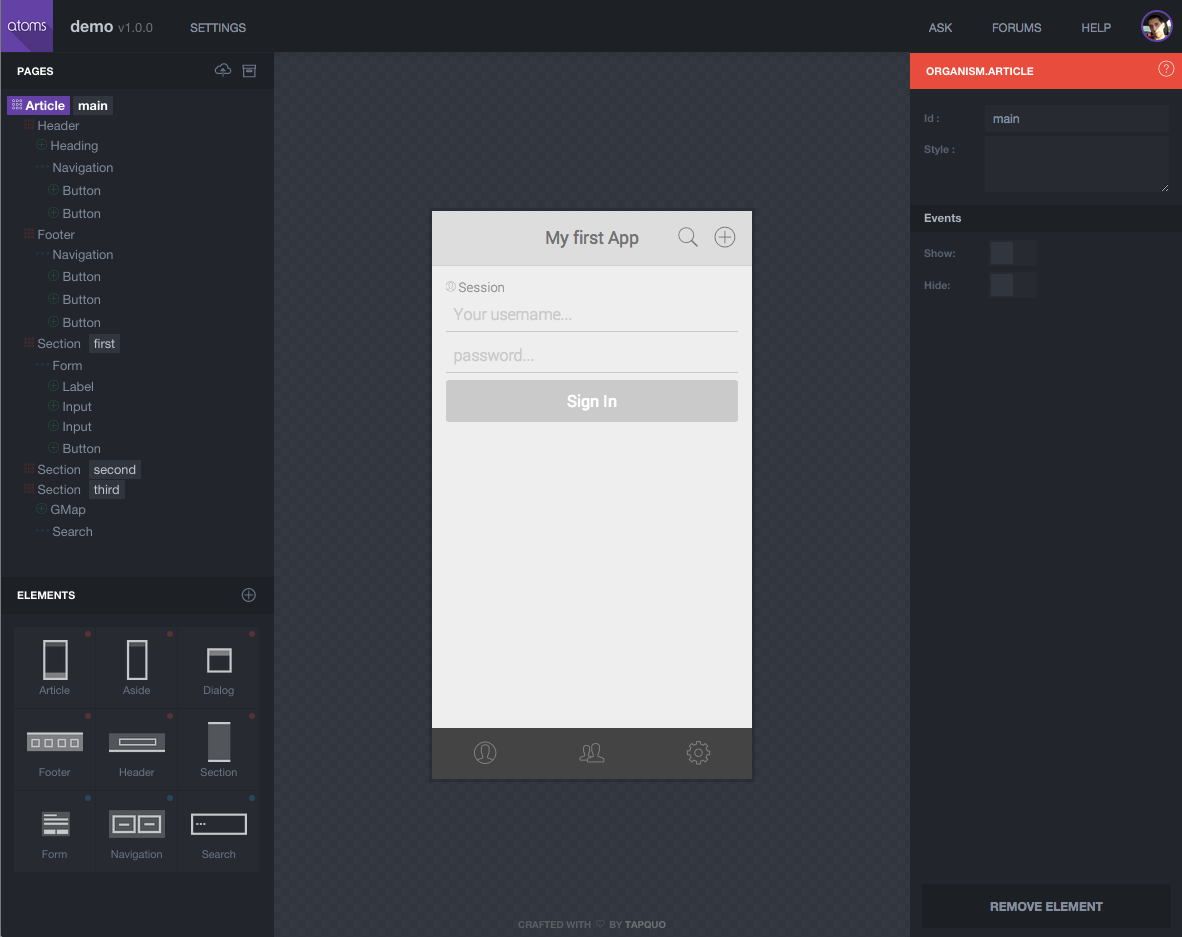 atoms demo v1.0.0 SETTINGS ASK FORUMS HELP
PAGES
Article main
Header
Heading
Navigation
Button
Button
Footer
Navigation
Button
Button
Button
Section first
Form
Label
Input
Input
Button
Section second
Section third
GMap
Search
ELEMENTS
Article Aside Dialog
Footer Header Section
Form Navigation Search
My first App
Session
Your username...
password...
Sign In
CRAFTED WITH ♡ BY TAPQUO
ORGANISM.ARTICLE ?
Id : main
Style :
Events
Show:
Hide:
REMOVE ELEMENT